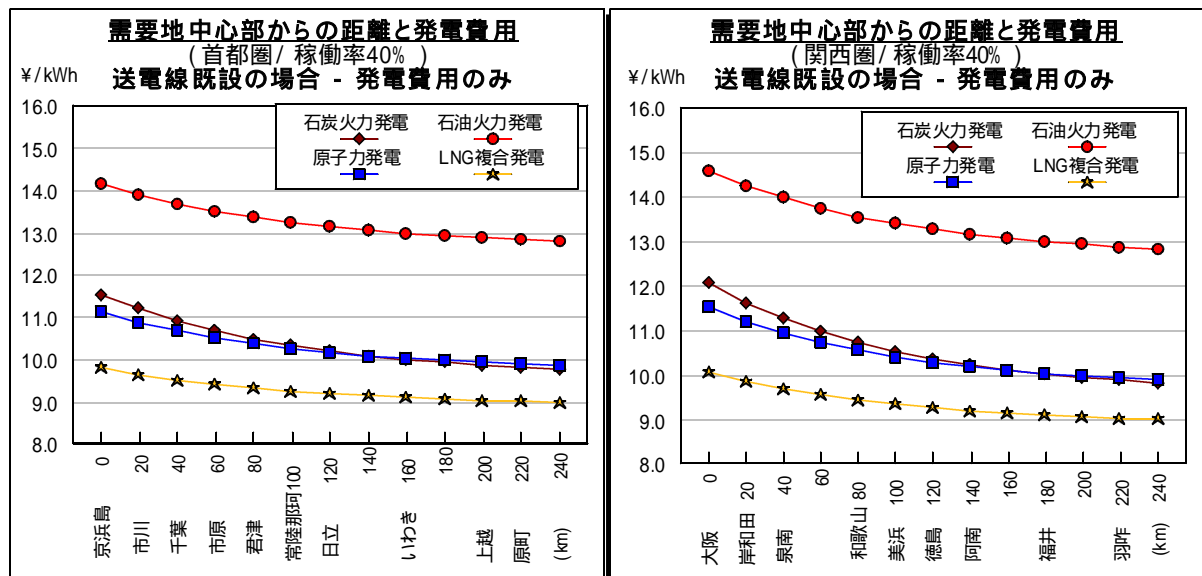 需要地中心部からの距離と発電費用
( 首都圏/ 稼働率40% )
¥/kWh
送電線既設の場合 - 発電費用のみ
石炭火力発電
石油火力発電
原子力発電
LNG複合発電
16.0
15.0
14.0
13.0
12.0
11.0
10.0
9.0
8.0
0
20
40
60
80
100
120
140
160
180
200
220
240
京浜島
市川
千葉
市原
君津
常陸那珂
日立
いわき
上越
原町
(km)
需要地中心部からの距離と発電費用
( 関西圏/ 稼働率40% )
¥/kWh
送電線既設の場合 - 発電費用のみ
石炭火力発電
石油火力発電
原子力発電
LNG複合発電
16.0
15.0
14.0
13.0
12.0
11.0
10.0
9.0
8.0
0
20
40
60
80
100
120
140
160
180
200
220
240
大阪
岸和田
泉南
和歌山
美浜
徳島
阿南
福井
羽咋
(km)